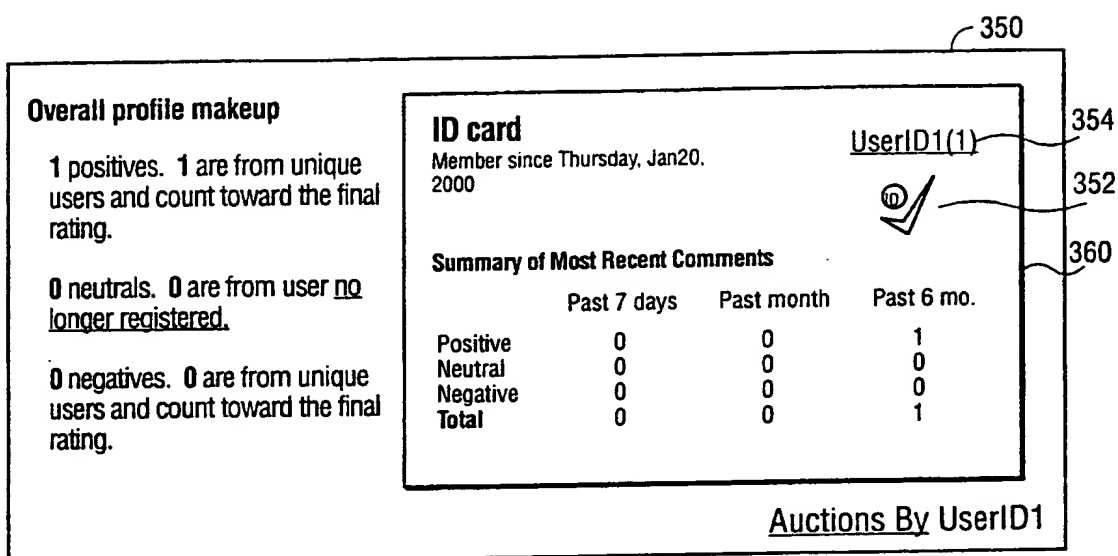 350
Overall profile makeup
1 positives. 1 are from unique
users and count toward the final
rating.
0 neutrals. 0 are from user no
longer registered.
0 negatives. 0 are from unique
users and count toward the final
rating.
ID card
Member since Thursday, Jan20.
2000
UserID1(1)
354
ID
352
360
Summary of Most Recent Comments
Past 7 days Past month Past 6 mo.
Positive 0 0 1
Neutral 0 0 0
Negative 0 0 0
Total 0 0 1
Auctions By UserID1